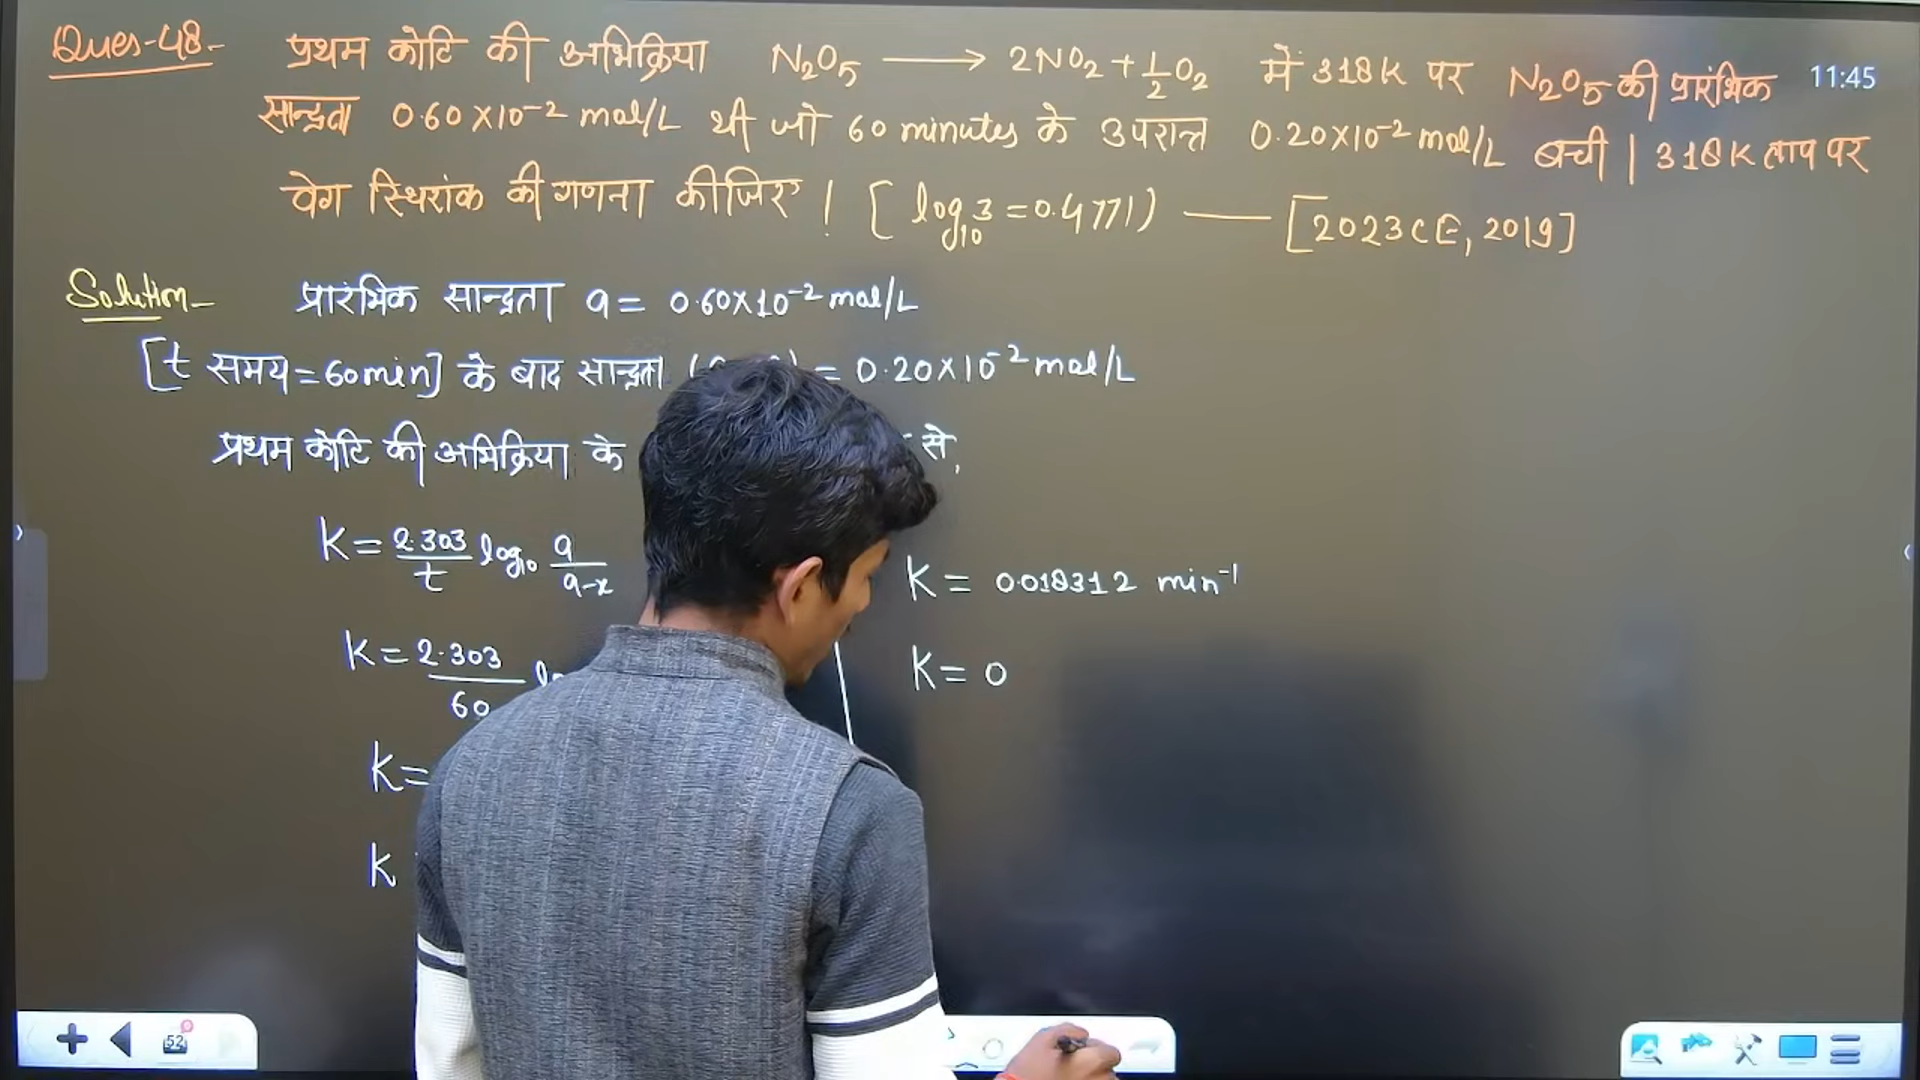 Ques-48- प्रथम कोटि की अभिक्रिया N₂O₅ ⟶ 2NO₂ + 1/2 O₂ में 318K पर N₂O₅ की प्रारंभिक
11:45
सान्द्रता 0.60×10⁻² mol/L थी जो 60 minutes के उपरान्त 0.20×10⁻² mol/L बची | 318K ताप पर
वेग स्थिरांक की गणना कीजिए ! [log₁₀3 = 0.4771) — [2023CE, 2019]
Solution- प्रारंभिक सान्द्रता a = 0.60×10⁻² mol/L
[t समय=60min] के बाद सान्द्रता ( ) = 0.20×10⁻² mol/L
प्रथम कोटि की अभिक्रिया के से,
K = 2.303/t log₁₀ a/a-x
K = 2.303/60
K =
K
K = 0.018312 min⁻¹
K = 0
52